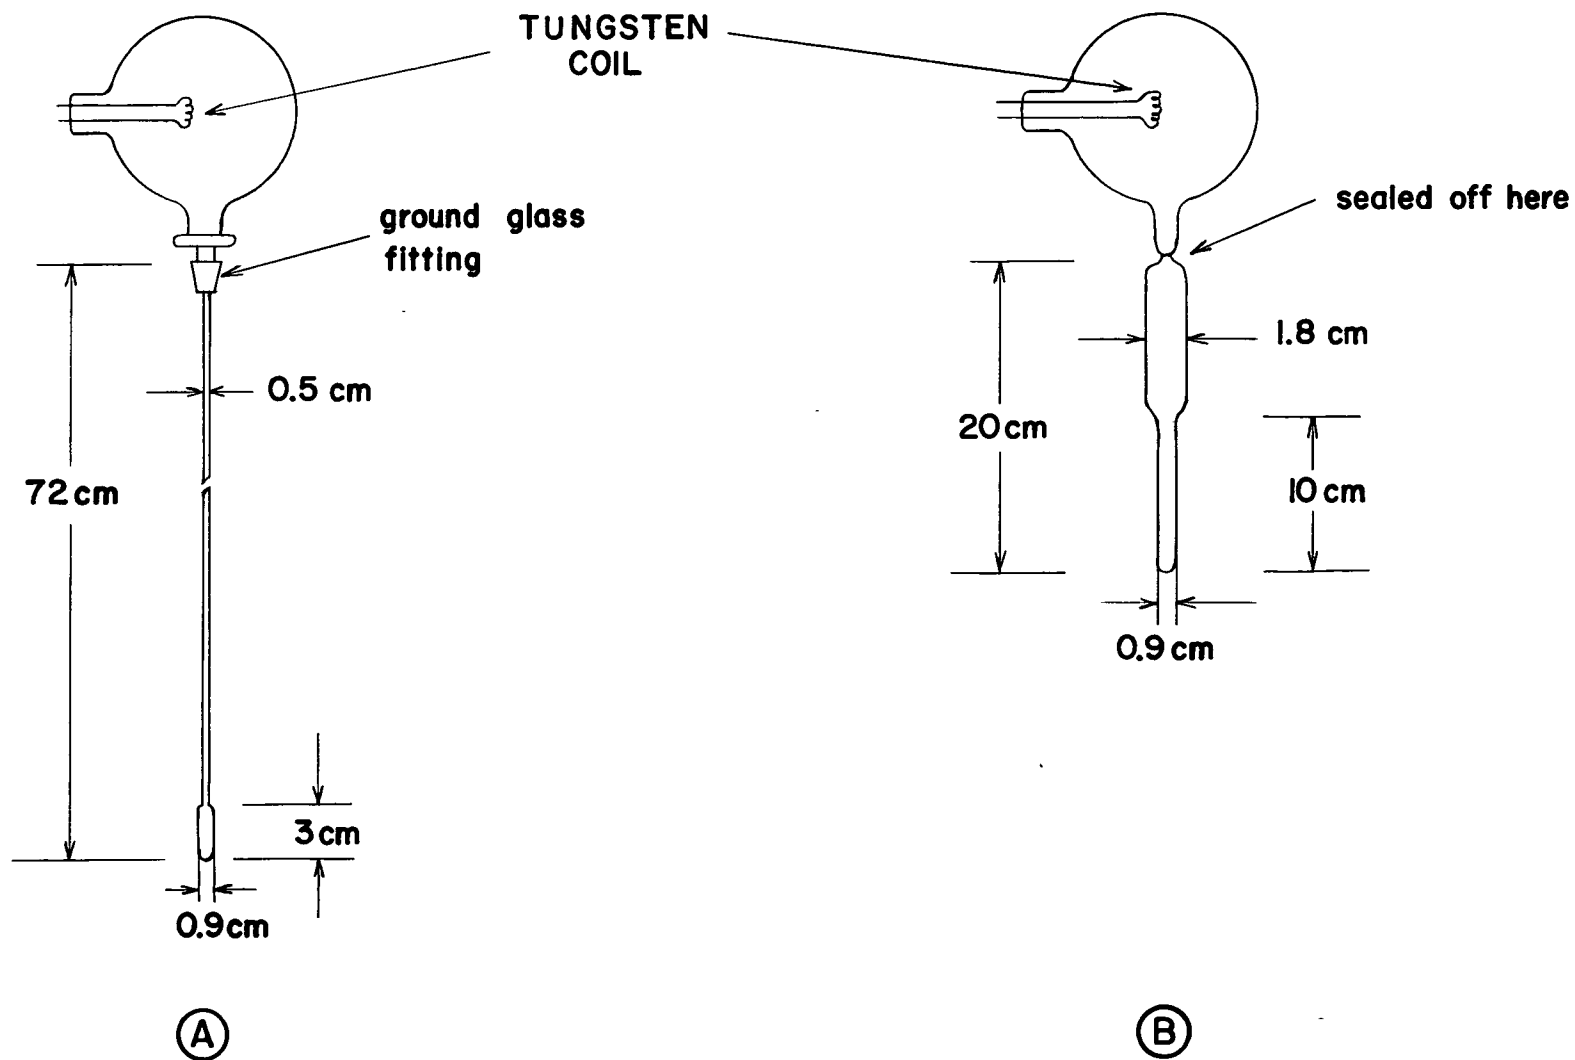 TUNGSTEN
COIL
ground glass
fitting
0.5 cm
72 cm
3 cm
0.9 cm
A
sealed off here
1.8 cm
20 cm
10 cm
0.9 cm
B